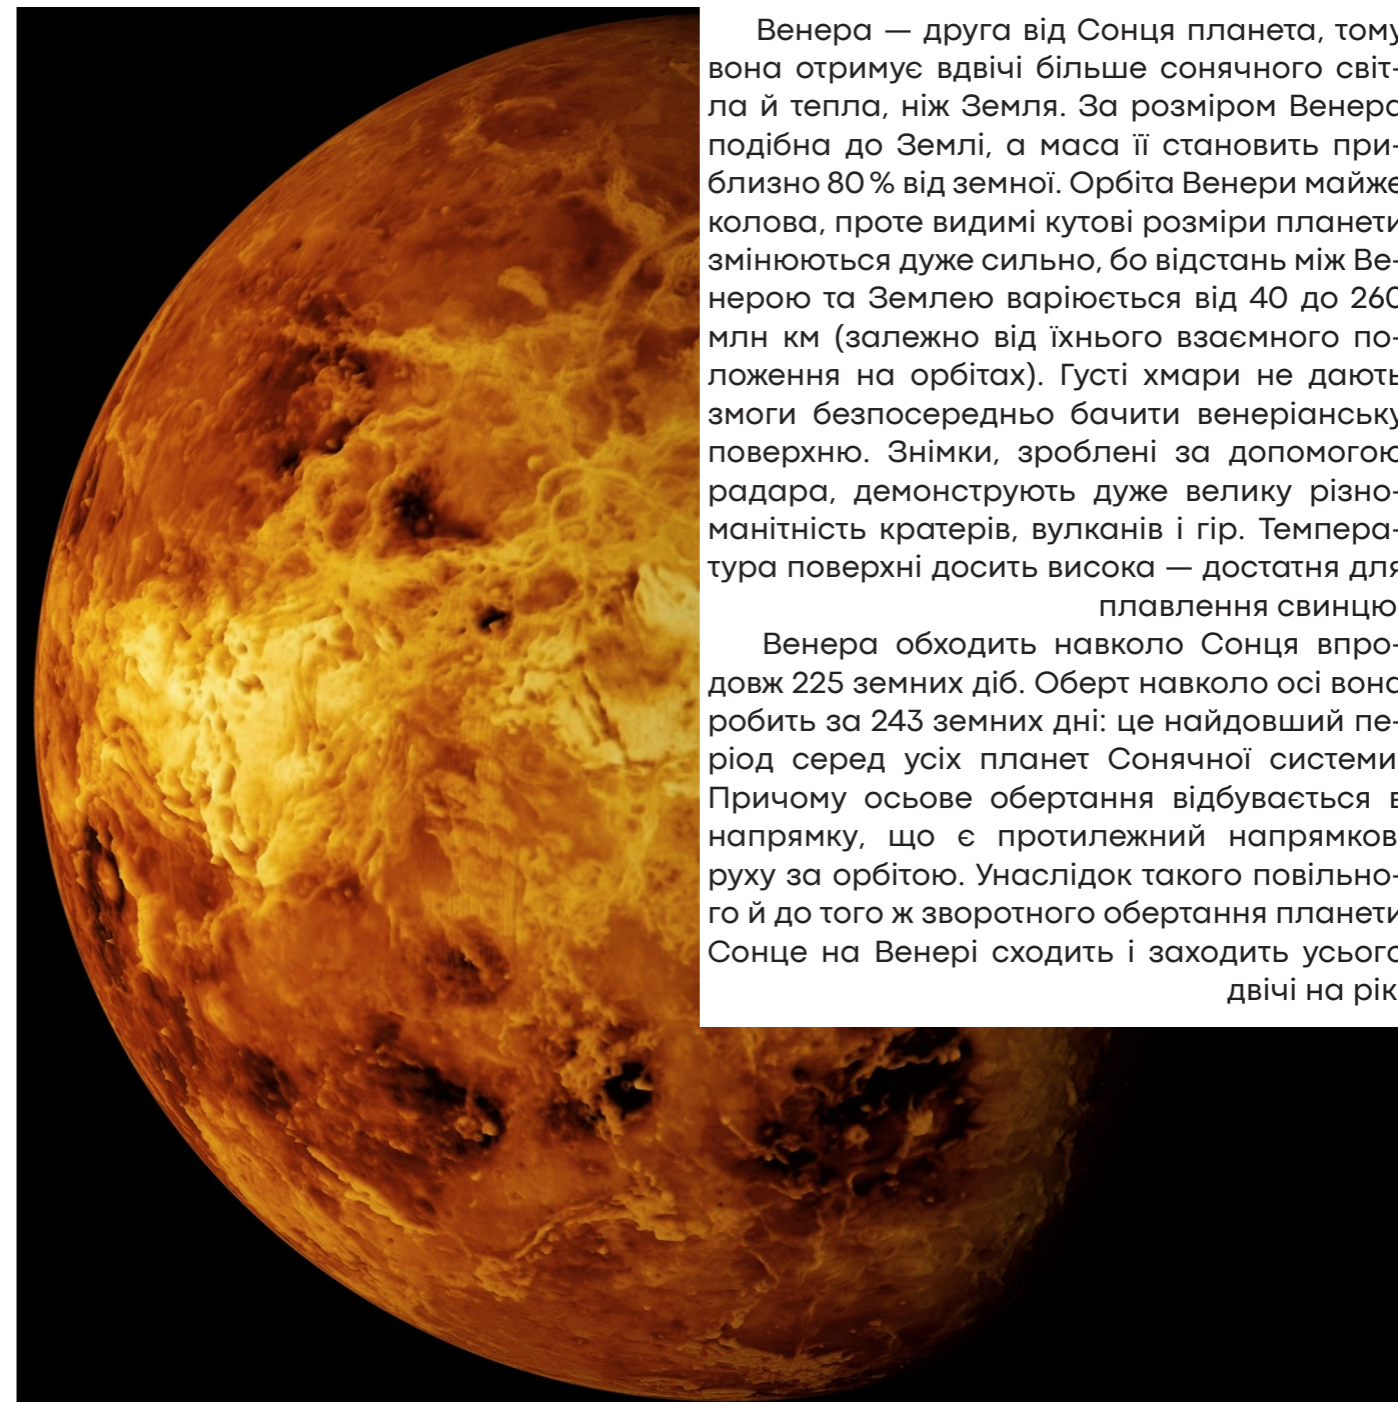 Венера — друга від Сонця планета, тому
вона отримує вдвічі більше сонячного світ-
ла й тепла, ніж Земля. За розміром Венера
подібна до Землі, а маса її становить при-
близно 80 % від земної. Орбіта Венери майже
колова, проте видимі кутові розміри планети
змінюються дуже сильно, бо відстань між Ве-
нерою та Землею варіюється від 40 до 260
млн км (залежно від їхнього взаємного по-
ложення на орбітах). Густі хмари не дають
змоги безпосередньо бачити венеріанську
поверхню. Знімки, зроблені за допомогою
радара, демонструють дуже велику різно-
манітність кратерів, вулканів і гір. Темпера-
тура поверхні досить висока — достатня для
плавлення свинцю
Венера обходить навколо Сонця впро-
довж 225 земних діб. Оберт навколо осі вона
робить за 243 земних дні: це найдовший пе-
ріод серед усіх планет Сонячної системи
Причому осьове обертання відбувається в
напрямку, що є протилежний напрямков
руху за орбітою. Унаслідок такого повільно-
го й до того ж зворотного обертання планети
Сонце на Венері сходить і заходить усього
двічі на рік